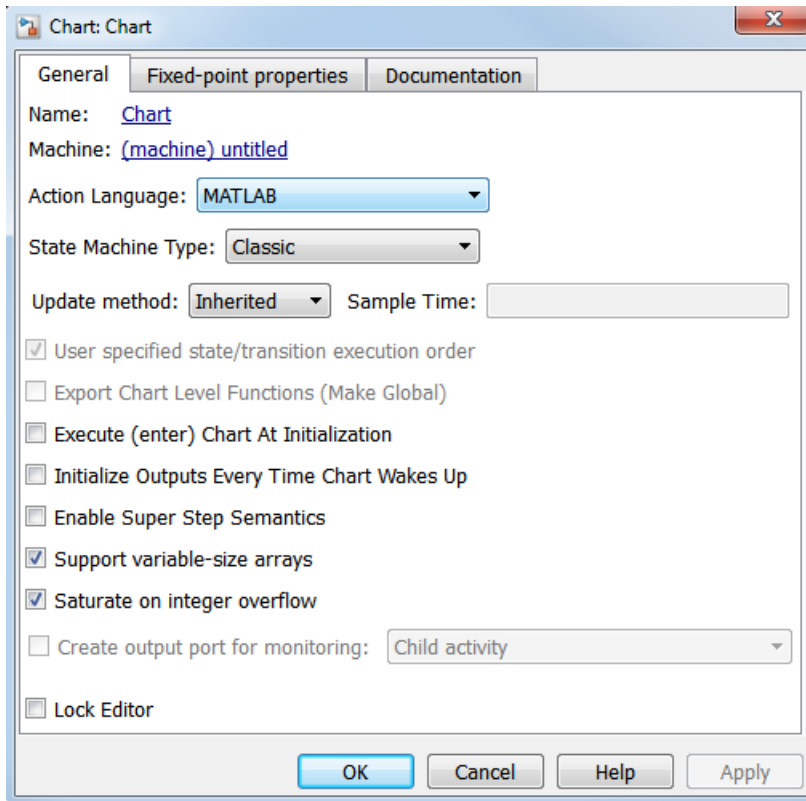 Chart: Chart
General Fixed-point properties Documentation
Name: Chart
Machine: (machine) untitled
Action Language: MATLAB
State Machine Type: Classic
Update method: Inherited Sample Time:
User specified state/transition execution order
Export Chart Level Functions (Make Global)
Execute (enter) Chart At Initialization
Initialize Outputs Every Time Chart Wakes Up
Enable Super Step Semantics
Support variable-size arrays
Saturate on integer overflow
Create output port for monitoring: Child activity
Lock Editor
OK Cancel Help Apply